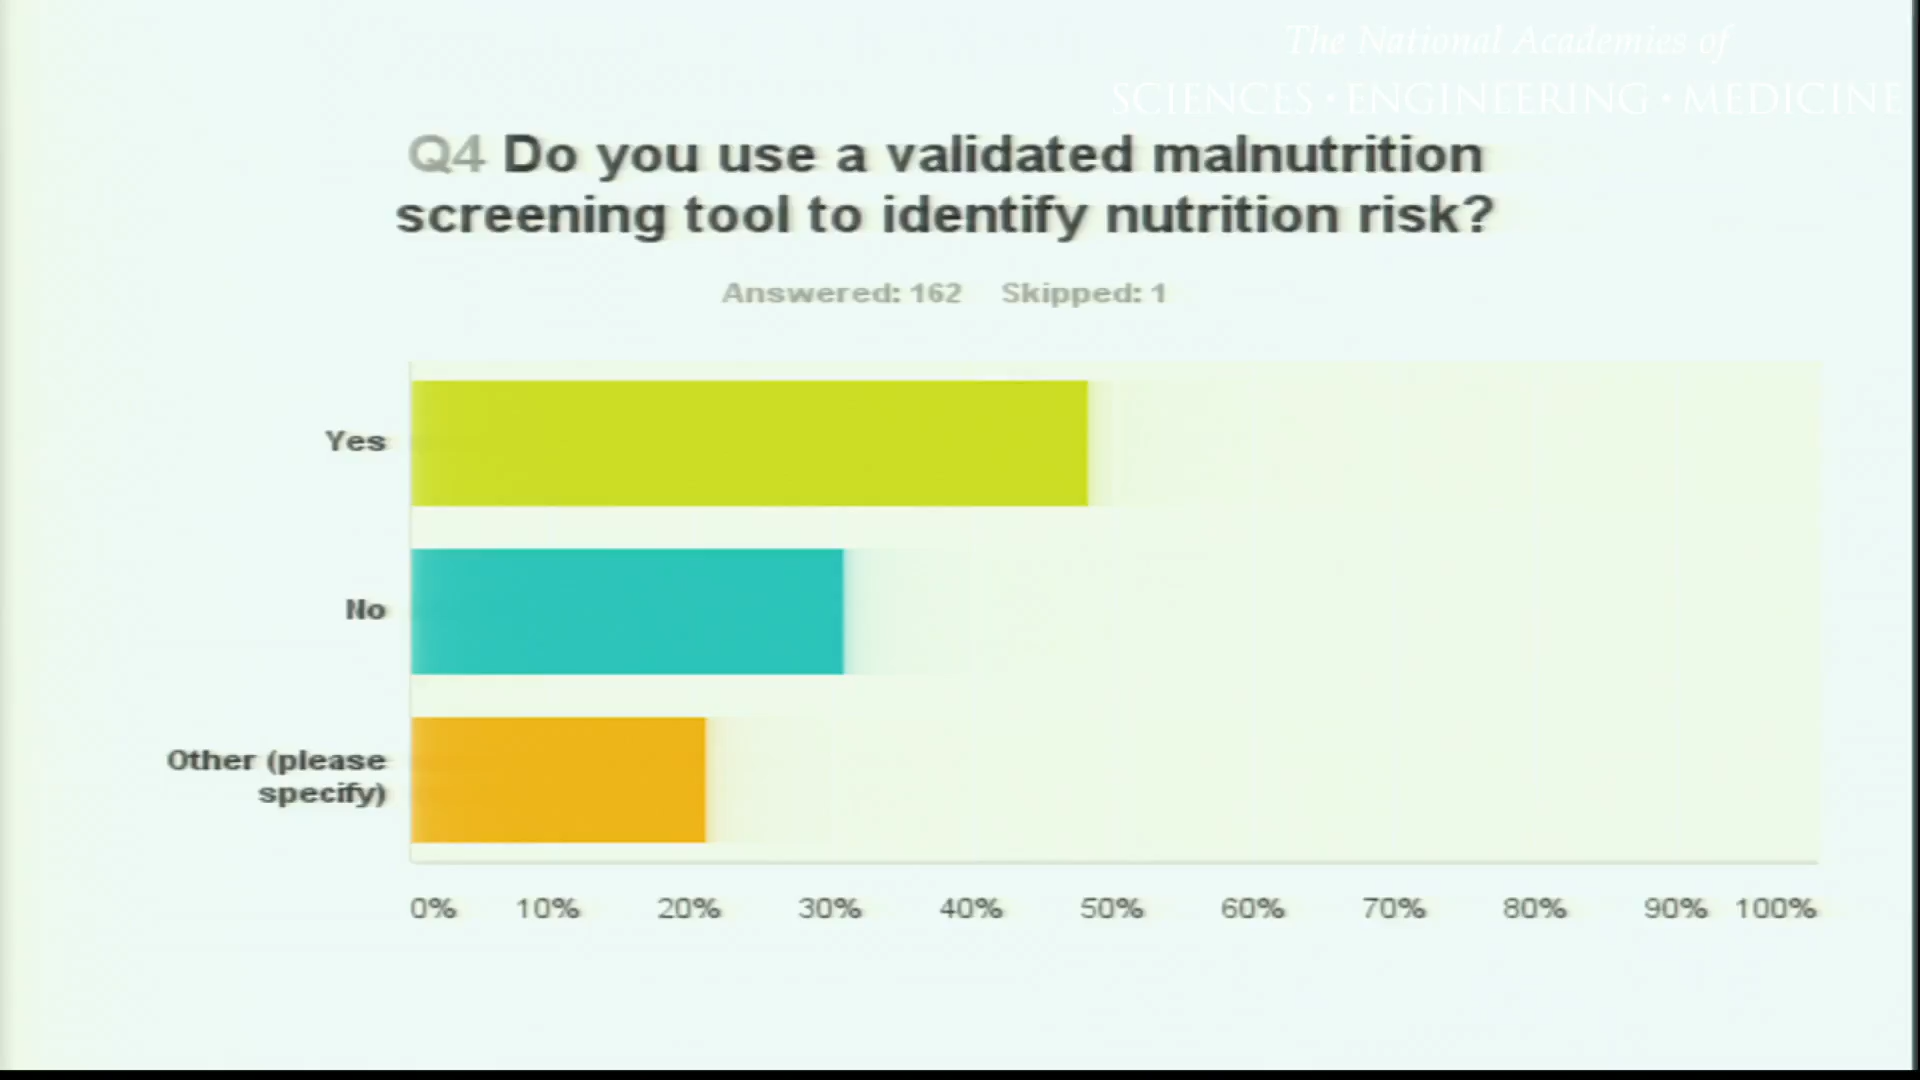 The National Academies of
SCIENCES • ENGINEERING • MEDICINE
Q4 Do you use a validated malnutrition
screening tool to identify nutrition risk?
Answered: 162 Skipped: 1
Yes
No
Other (please
specify)
0% 10% 20% 30% 40% 50% 60% 70% 80% 90% 100%